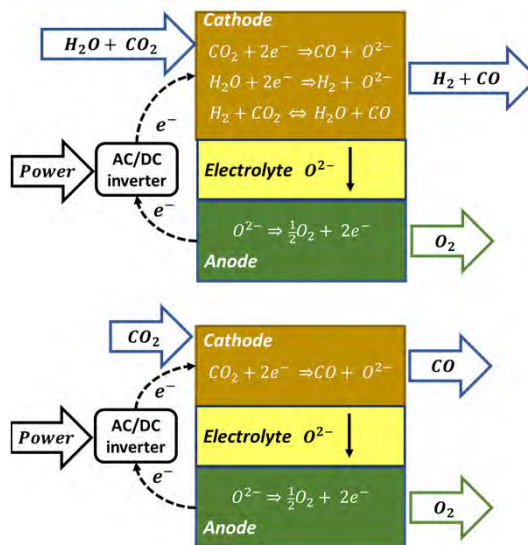 Cathode
H₂O + CO₂
CO₂ + 2e⁻ ⇒CO + O²⁻
H₂O + 2e⁻ ⇒H₂ + O²⁻
H₂ + CO₂ ⇔ H₂O + CO
H₂ + CO
e⁻
Power
AC/DC
inverter
Electrolyte O²⁻
e⁻
O²⁻ ⇒ ½O₂ + 2e⁻
Anode
O₂
CO₂
Cathode
CO₂ + 2e⁻ ⇒CO + O²⁻
CO
e⁻
Power
AC/DC
inverter
Electrolyte O²⁻
e⁻
O²⁻ ⇒ ½O₂ + 2e⁻
Anode
O₂